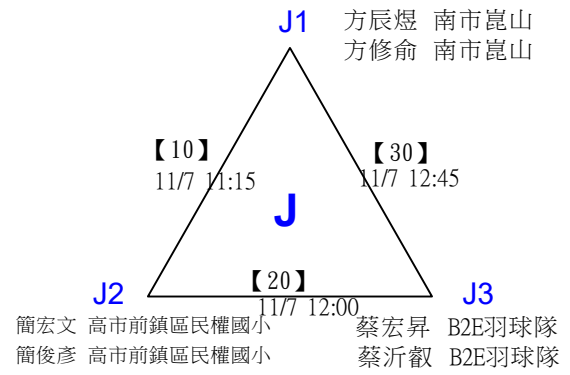 J1
方辰煜 南市崑山
方修俞 南市崑山
【10】
11/7 11:15
【30】
11/7 12:45
J
【20】
11/7 12:00
J2
簡宏文 高市前鎮區民權國小
簡俊彥 高市前鎮區民權國小
J3
蔡宏昇 B2E羽球隊
蔡沂叡 B2E羽球隊